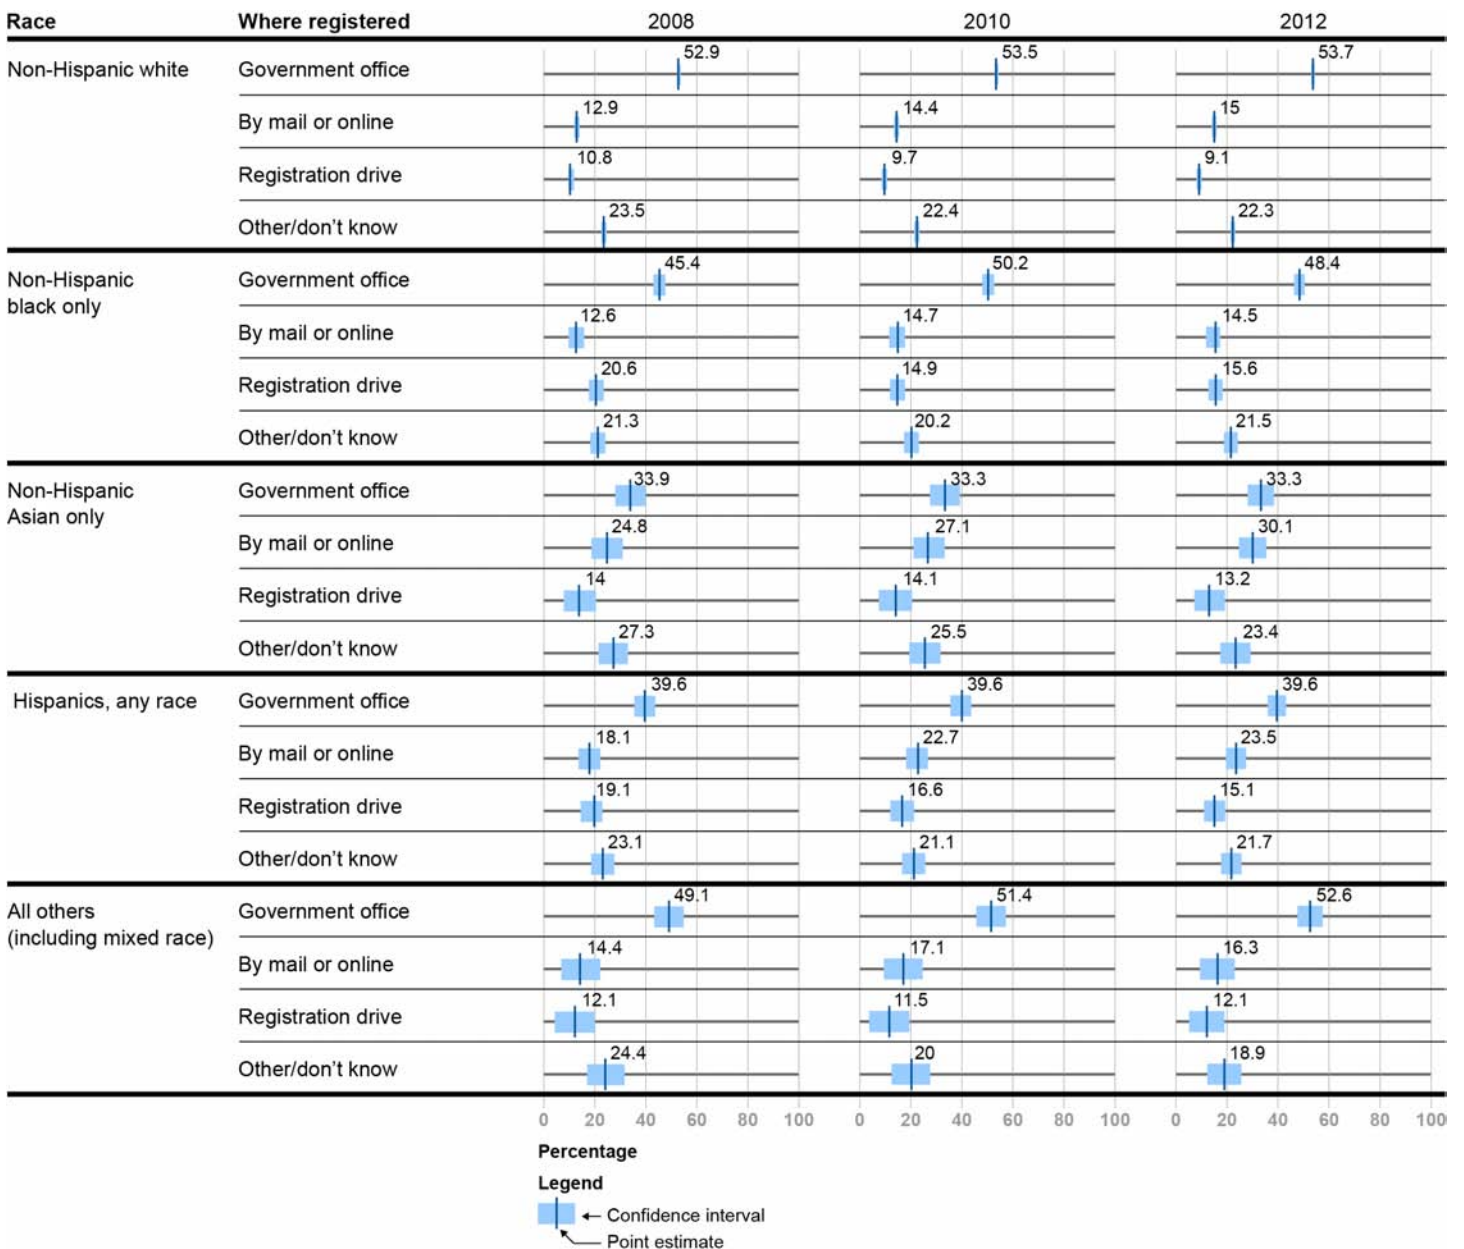 Race Where registered 2008 2010 2012
52.9 53.5 53.7
Non-Hispanic white Government office
12.9 14.4 15
By mail or online
10.8 9.7 9.1
Registration drive
23.5 22.4 22.3
Other/don't know
45.4 50.2 48.4
Non-Hispanic Government office
black only
12.6 14.7 14.5
By mail or online
20.6 14.9 15.6
Registration drive
21.3 20.2 21.5
Other/don't know
33.9 33.3 33.3
Non-Hispanic Government office
Asian only
24.8 27.1 30.1
By mail or online
14 14.1 13.2
Registration drive
27.3 25.5 23.4
Other/don't know
39.6 39.6 39.6
Hispanics, any race Government office
18.1 22.7 23.5
By mail or online
19.1 16.6 15.1
Registration drive
23.1 21.1 21.7
Other/don't know
49.1 51.4 52.6
All others Government office
(including mixed race)
14.4 17.1 16.3
By mail or online
12.1 11.5 12.1
Registration drive
24.4 20 18.9
Other/don't know
0 20 40 60 80 100 0 20 40 60 80 100 0 20 40 60 80 100
Percentage
Legend
Confidence interval
Point estimate